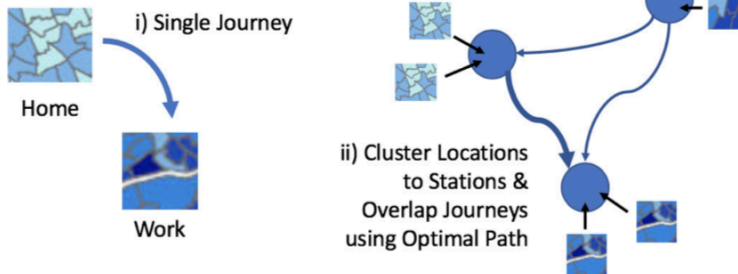 i) Single Journey
Home
Work
ii) Cluster Locations
to Stations &
Overlap Journeys
using Optimal Path